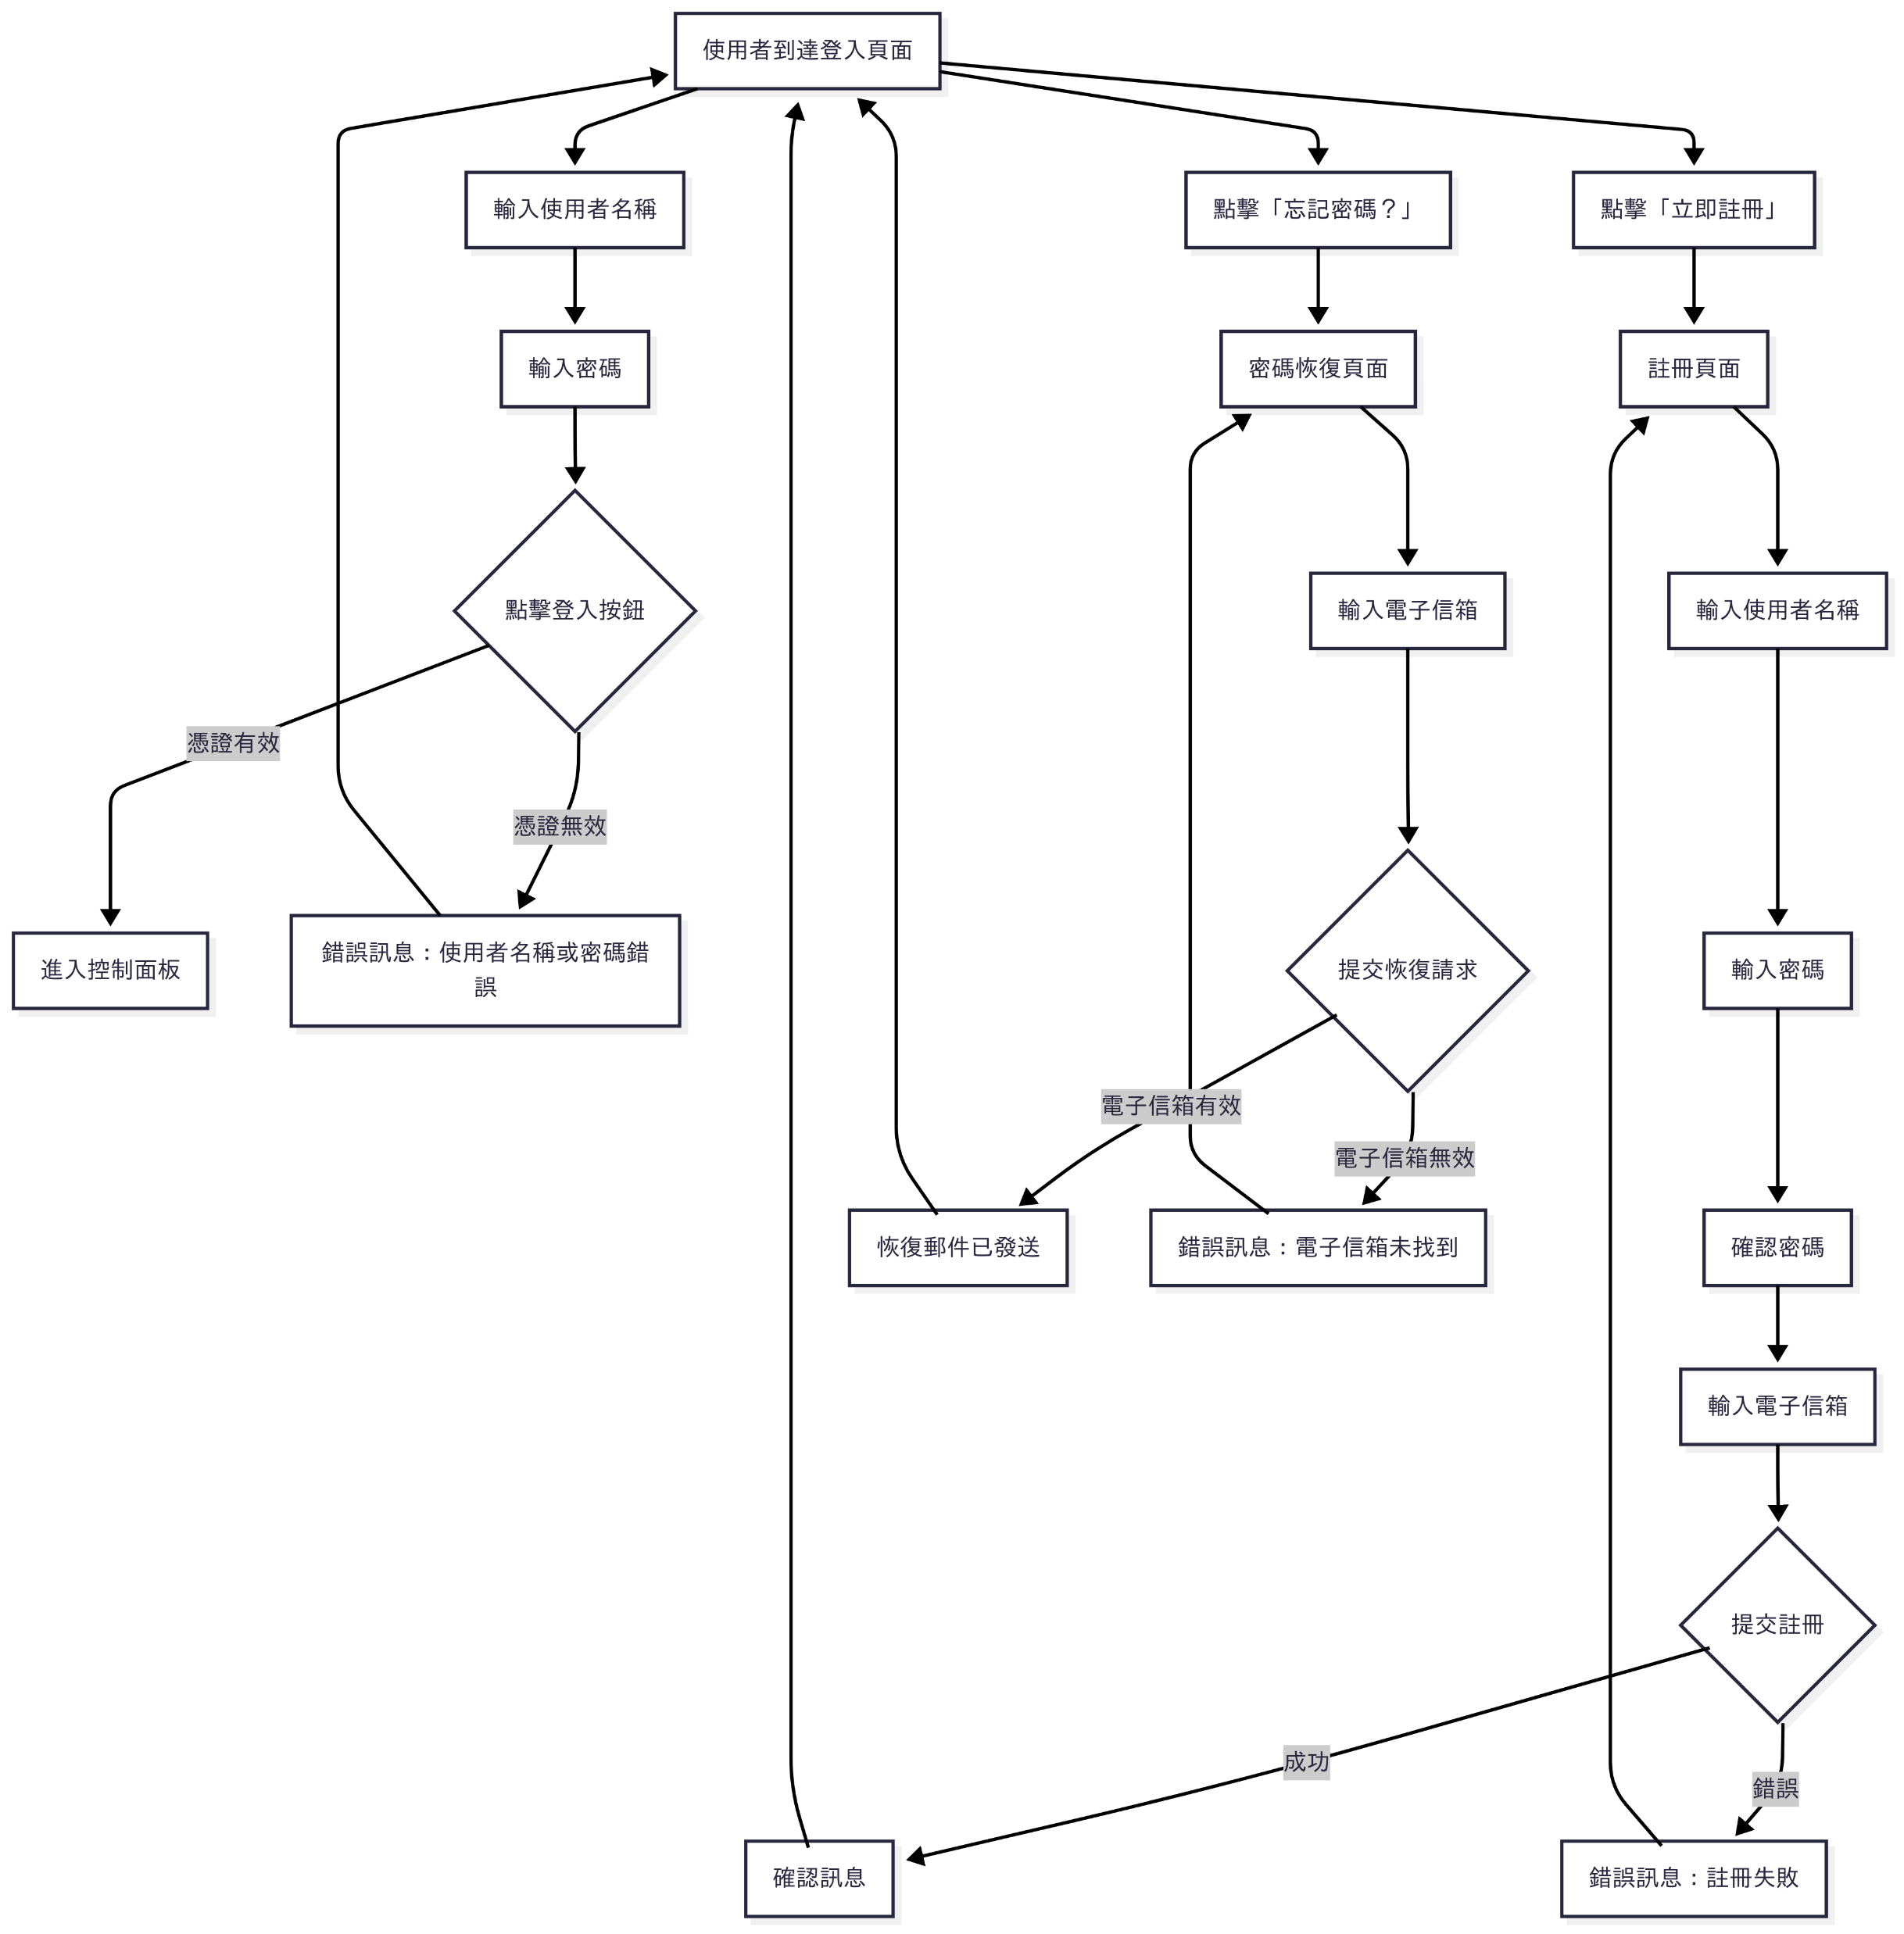 使用者到達登入頁面
輸入使用者名稱
點擊「忘記密碼？」
點擊「立即註冊」
輸入密碼
密碼恢復頁面
註冊頁面
點擊登入按鈕
輸入電子信箱
輸入使用者名稱
憑證有效
憑證無效
進入控制面板
錯誤訊息：使用者名稱或密碼錯
誤
提交恢復請求
輸入密碼
電子信箱有效
電子信箱無效
恢復郵件已發送
錯誤訊息：電子信箱未找到
確認密碼
輸入電子信箱
提交註冊
成功
錯誤
確認訊息
錯誤訊息：註冊失敗